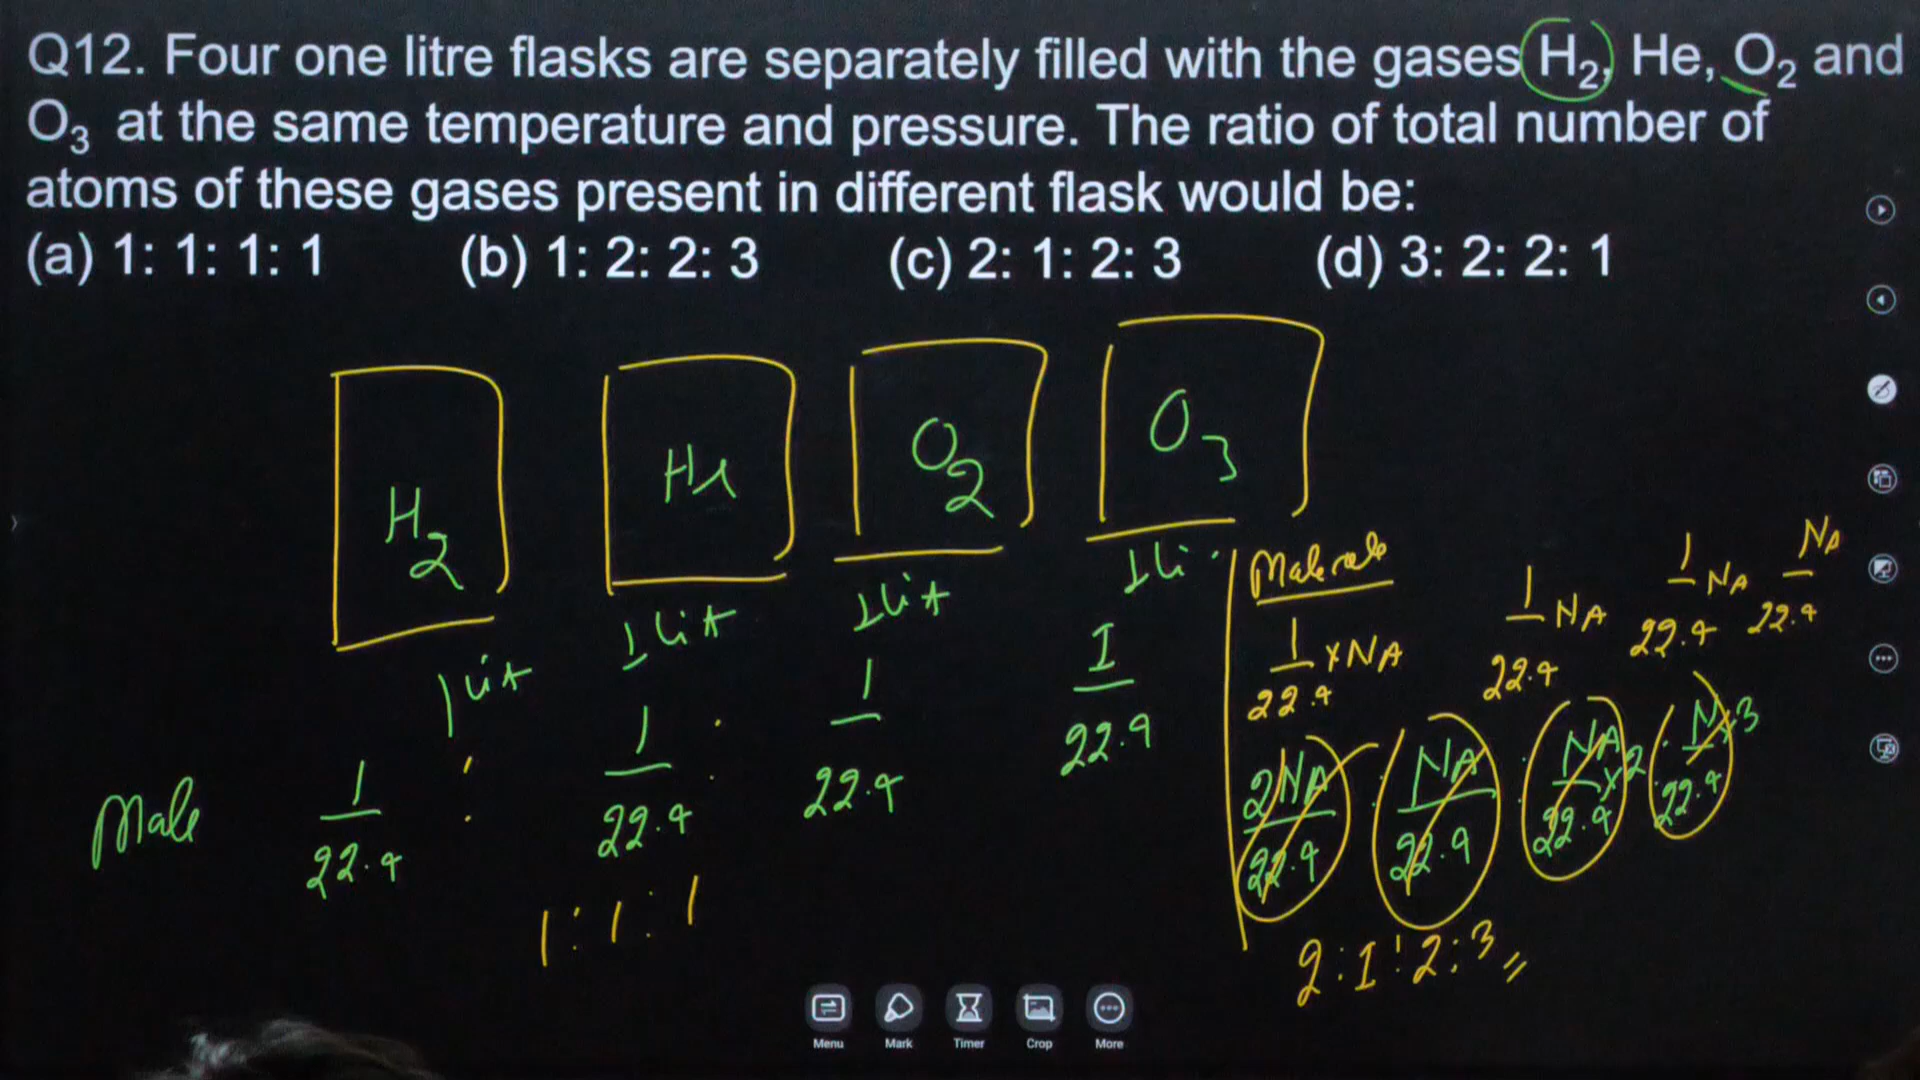 Q12. Four one litre flasks are separately filled with the gases H₂, He, O₂ and
O₃ at the same temperature and pressure. The ratio of total number of
atoms of these gases present in different flask would be:
(a) 1: 1: 1: 1 (b) 1: 2: 2: 3 (c) 2: 1: 2: 3 (d) 3: 2: 2: 1
H₂ He O₂ O₃
1 lit 1 lit 1 lit 1 li.
Mole 1/22.4 : 1/22.4 : 1/22.4 1/22.4
1 : 1 : 1
1/22.4 × NA 1/22.4 NA 1/22.4 NA NA/22.4
2NA/22.4 : NA/22.4 : NA×2/22.4 : N×3/22.4
2 : 1 : 2 : 3 //
Menu Mark Timer Crop More